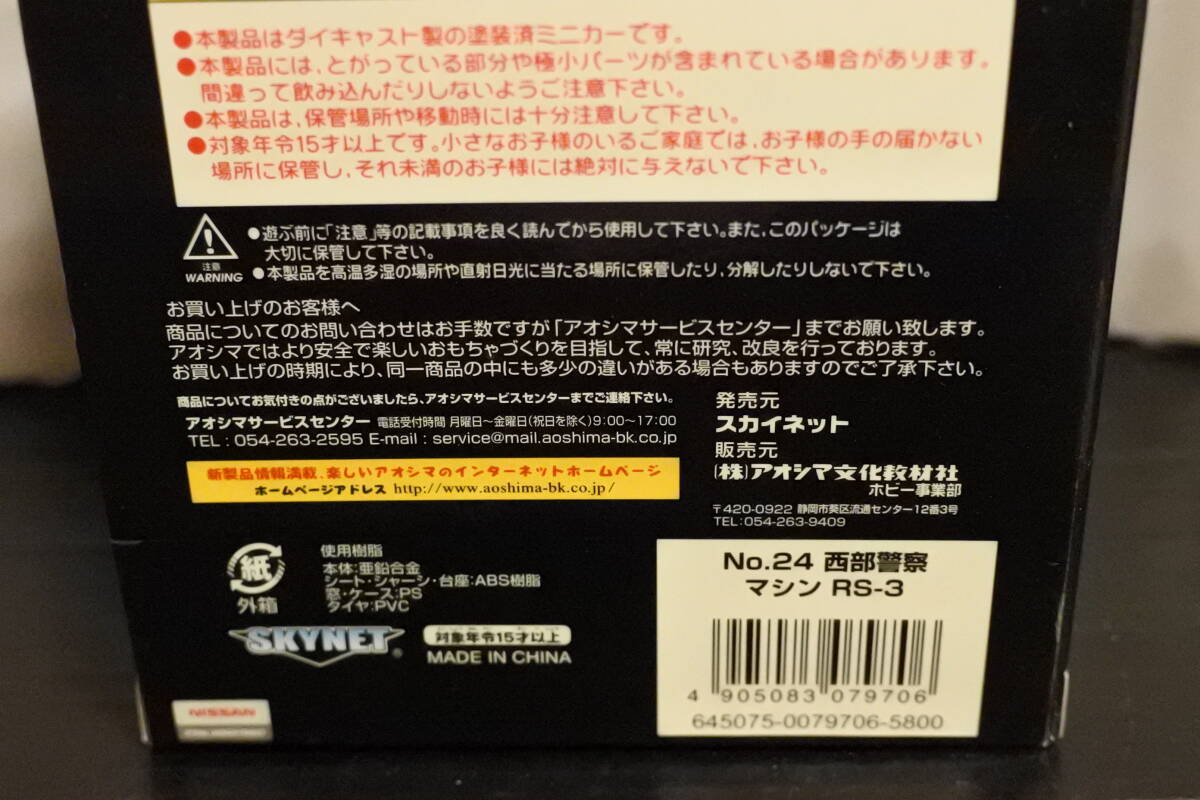 ●本製品はダイキャスト製の塗装済ミニカーです。
●本製品には、とがっている部分や極小パーツが含まれている場合があります。
間違って飲み込んだりしないようご注意下さい。
●本製品は、保管場所や移動時には十分注意して下さい。
●対象年令15才以上です。小さなお子様のいるご家庭では、お子様の手の届かない
場所に保管し、それ未満のお子様には絶対に与えないで下さい。
●遊ぶ前に「注意」等の記載事項を良く読んでから使用して下さい。また、このパッケージは
大切に保管して下さい。
注意
WARNING
●本製品を高温多湿の場所や直射日光に当たる場所に保管したり、分解したりしないで下さい。
お買い上げのお客様へ
商品についてのお問い合わせはお手数ですが「アオシマサービスセンター」までお願い致します。
アオシマではより安全で楽しいおもちゃづくりを目指して、常に研究、改良を行っております。
お買い上げの時期により、同一商品の中にも多少の違いがある場合もありますのでご了承下さい。
商品についてお気付きの点がございましたら、アオシマサービスセンターまでご連絡下さい。
アオシマサービスセンター 電話受付時間 月曜日〜金曜日(祝日を除く)9:00〜17:00
TEL : 054-263-2595 E-mail : service@mail.aoshima-bk.co.jp
新製品情報満載、楽しいアオシマのインターネットホームページ
ホームページアドレス http://www.aoshima-bk.co.jp/
発売元
スカイネット
販売元
(株)アオシマ文化教材社
ホビー事業部
〒420-0922 静岡市葵区流通センター12番3号
TEL:054-263-9409
紙
外箱
使用樹脂
本体:亜鉛合金
シート・シャーシ・台座:ABS樹脂
窓・ケース:PS
タイヤ:PVC
SKYNET®
対象年令15才以上
MADE IN CHINA
NISSAN
No.24 西部警察
マシン RS-3
4 905083 079706
645075-0079706-5800